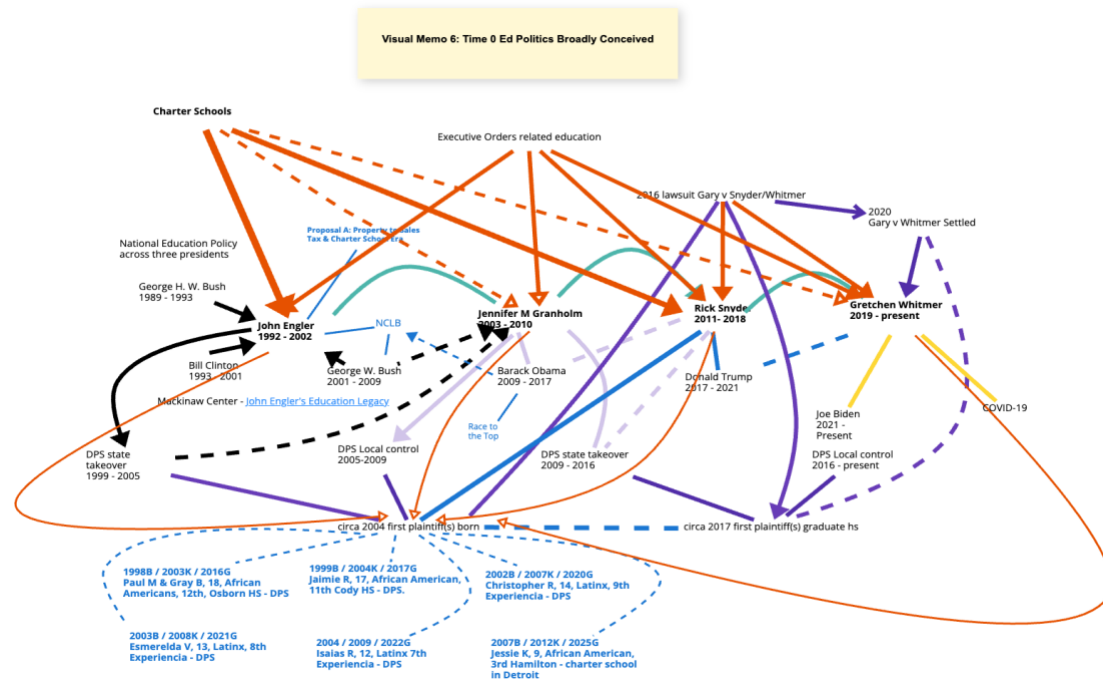 Visual Memo 6: Time 0 Ed Politics Broadly Conceived
Charter Schools
Executive Orders related education
2016 lawsuit Gary v Snyder/Whitmer
2020
Gary v Whitmer Settled
Proposal A: Property to Sales
Tax & Charter School Era
National Education Policy
across three presidents
George H. W. Bush
1989 - 1993
John Engler
1992 - 2002
NCLB
Jennifer M Granholm
2003 - 2010
Rick Snyder
2011- 2018
Gretchen Whitmer
2019 - present
Bill Clinton
1993 - 2001
George W. Bush
2001 - 2009
Barack Obama
2009 - 2017
Donald Trump
2017 - 2021
Mackinaw Center - John Engler's Education Legacy
Joe Biden
2021 -
Present
COVID-19
Race to
the Top
DPS state
takeover
1999 - 2005
DPS Local control
2005-2009
DPS state takeover
2009 - 2016
DPS Local control
2016 - present
circa 2004 first plaintiff(s) born
circa 2017 first plaintiff(s) graduate hs
1998B / 2003K / 2016G
Paul M & Gray B, 18, African
Americans, 12th, Osborn HS - DPS
1999B / 2004K / 2017G
Jaimie R, 17, African American,
11th Cody HS - DPS.
2002B / 2007K / 2020G
Christopher R, 14, Latinx, 9th
Experiencia - DPS
2003B / 2008K / 2021G
Esmerelda V, 13, Latinx, 8th
Experiencia - DPS
2004 / 2009 / 2022G
Isaias R, 12, Latinx 7th
Experiencia - DPS
2007B / 2012K / 2025G
Jessie K, 9, African American,
3rd Hamilton - charter school
in Detroit